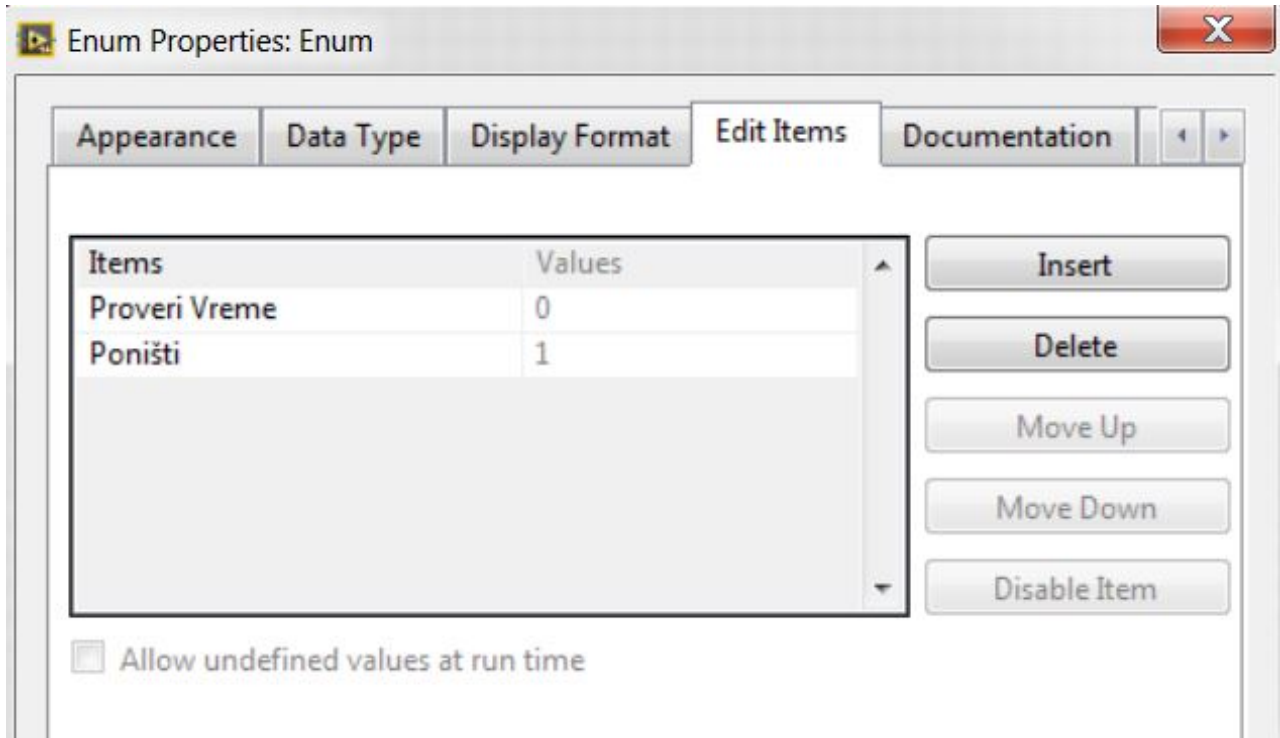 Enum Properties: Enum
X
Appearance Data Type Display Format Edit Items Documentation
Items Values
Proveri Vreme 0
Poništi 1
Insert
Delete
Move Up
Move Down
Disable Item
Allow undefined values at run time